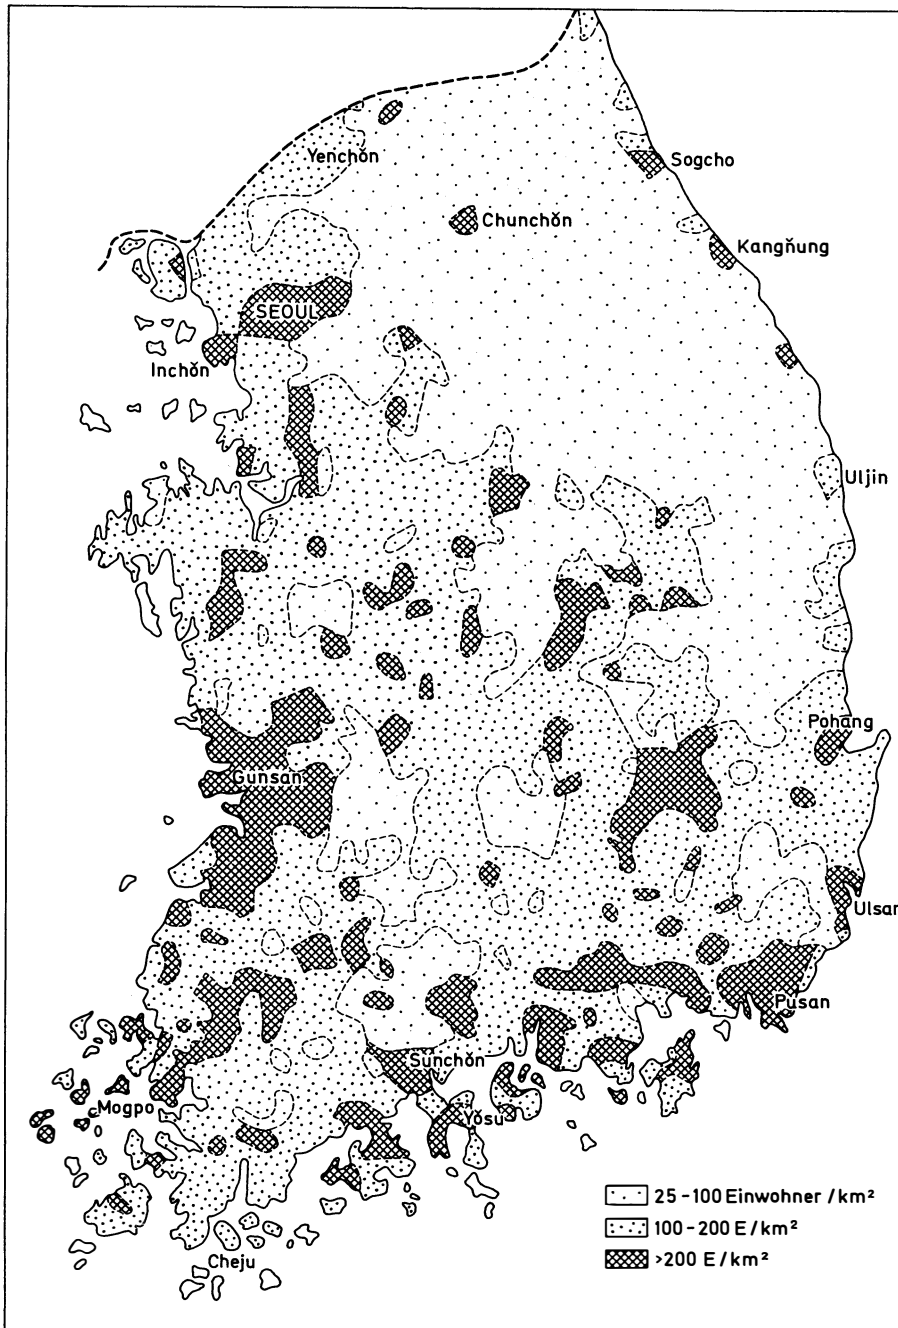 Yenchŏn
Sogcho
Chunchŏn
Kangňung
SEOUL
Inchŏn
Uljin
Pohang
Gunsan
Ulsan
Pusan
Sunchŏn
Mogpo
Yŏsu
25-100 Einwohner/km²
100-200 E/km²
>200 E/km²
Cheju